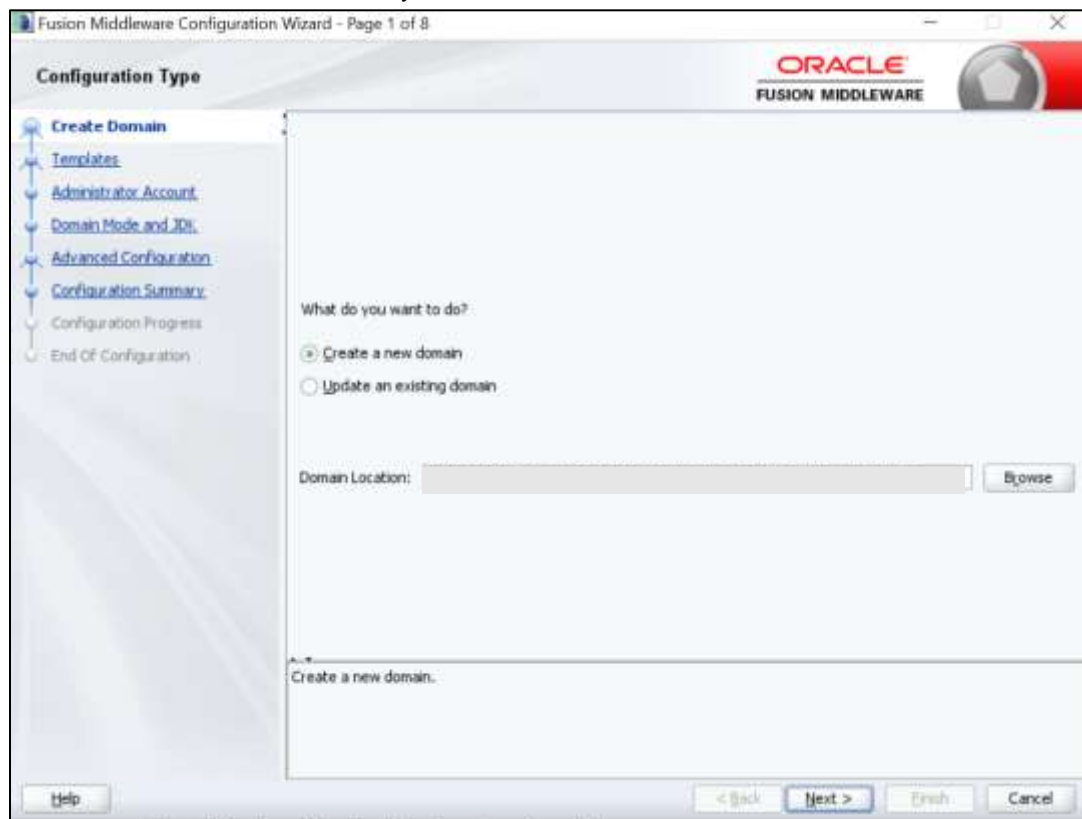 Fusion Middleware Configuration Wizard - Page 1 of 8
Configuration Type
ORACLE
FUSION MIDDLEWARE
Create Domain
Templates
Administrator Account
Domain Mode and JDK
Advanced Configuration
Configuration Summary
Configuration Progress
End Of Configuration
What do you want to do?
Create a new domain
Update an existing domain
Domain Location:
Browse
Create a new domain.
Help
< Back
Next >
Finish
Cancel